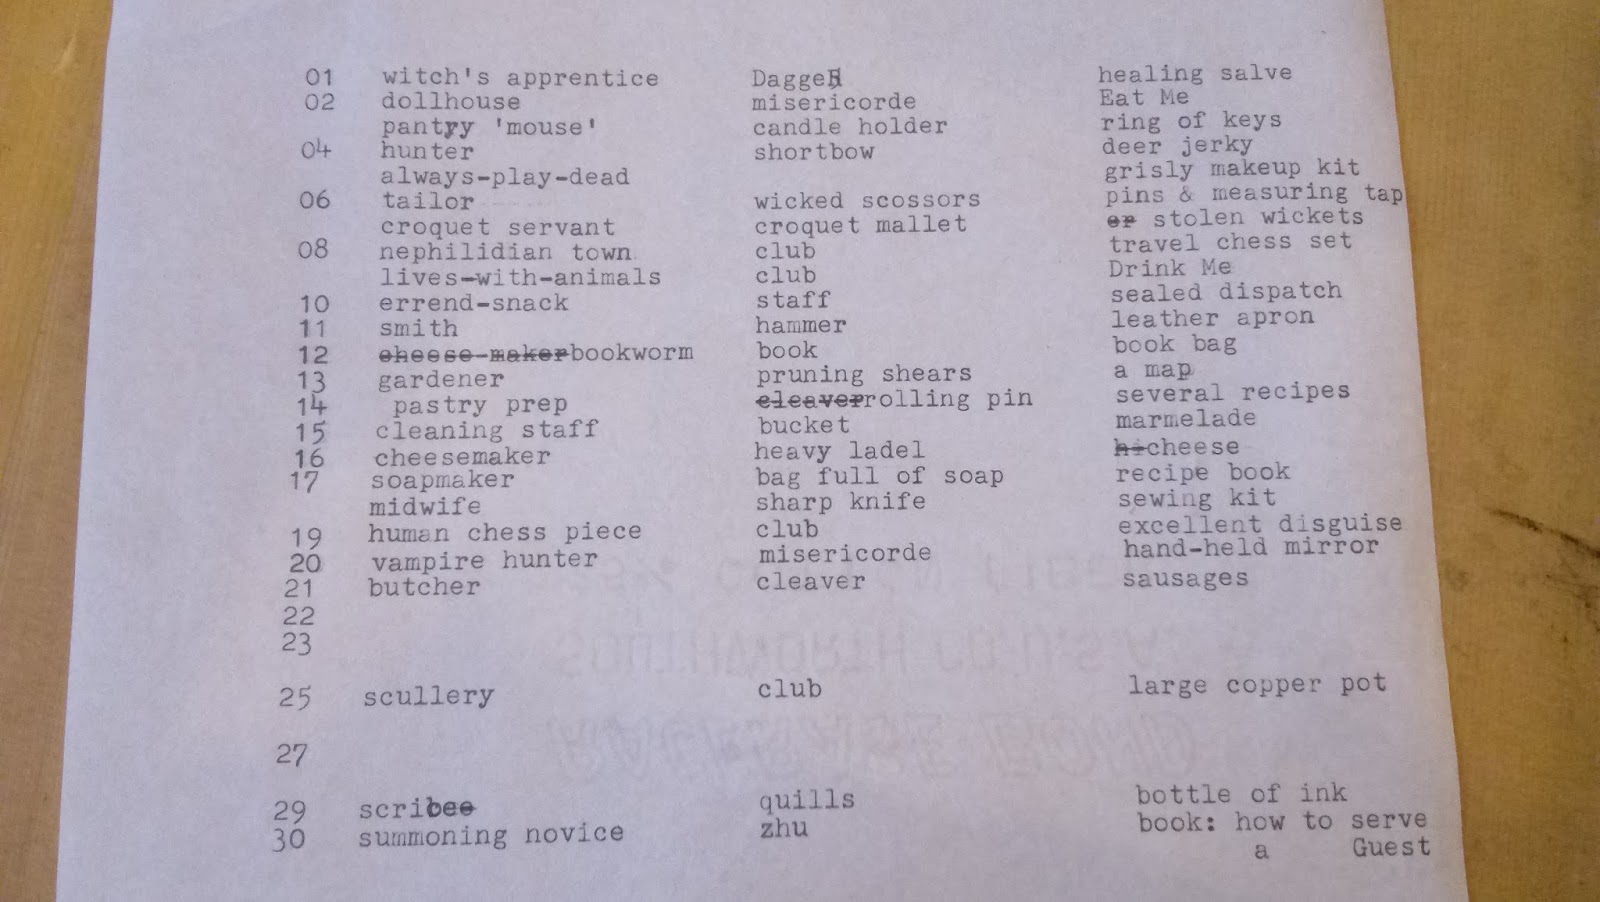 01 witch's apprentice DaggeR healing salve
02 dollhouse misericorde Eat Me
pantry 'mouse' candle holder ring of keys
04 hunter shortbow deer jerky
always-play-dead grisly makeup kit
06 tailor wicked scossors pins & measuring tap
croquet servant croquet mallet or stolen wickets
08 nephilidian town club travel chess set
lives-with-animals club Drink Me
10 errend-snack staff sealed dispatch
11 smith hammer leather apron
12 cheese-makerbookworm book book bag
13 gardener pruning shears a map
14 pastry prep cleaverrolling pin several recipes
15 cleaning staff bucket marmelade
16 cheesemaker heavy ladel hicheese
17 soapmaker bag full of soap recipe book
midwife sharp knife sewing kit
19 human chess piece club excellent disguise
20 vampire hunter misericorde hand-held mirror
21 butcher cleaver sausages
22
23
25 scullery club large copper pot
27
29 scribee quills bottle of ink
30 summoning novice zhu book: how to serve
a Guest